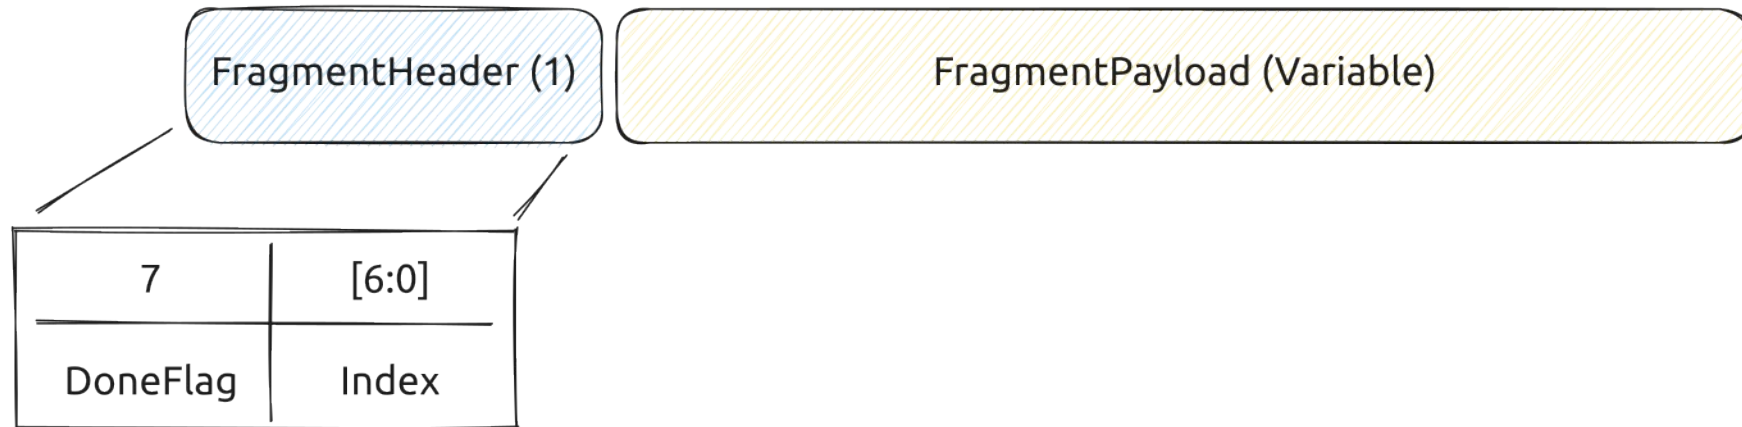 FragmentHeader (1)
FragmentPayload (Variable)
7
[6:0]
DoneFlag
Index